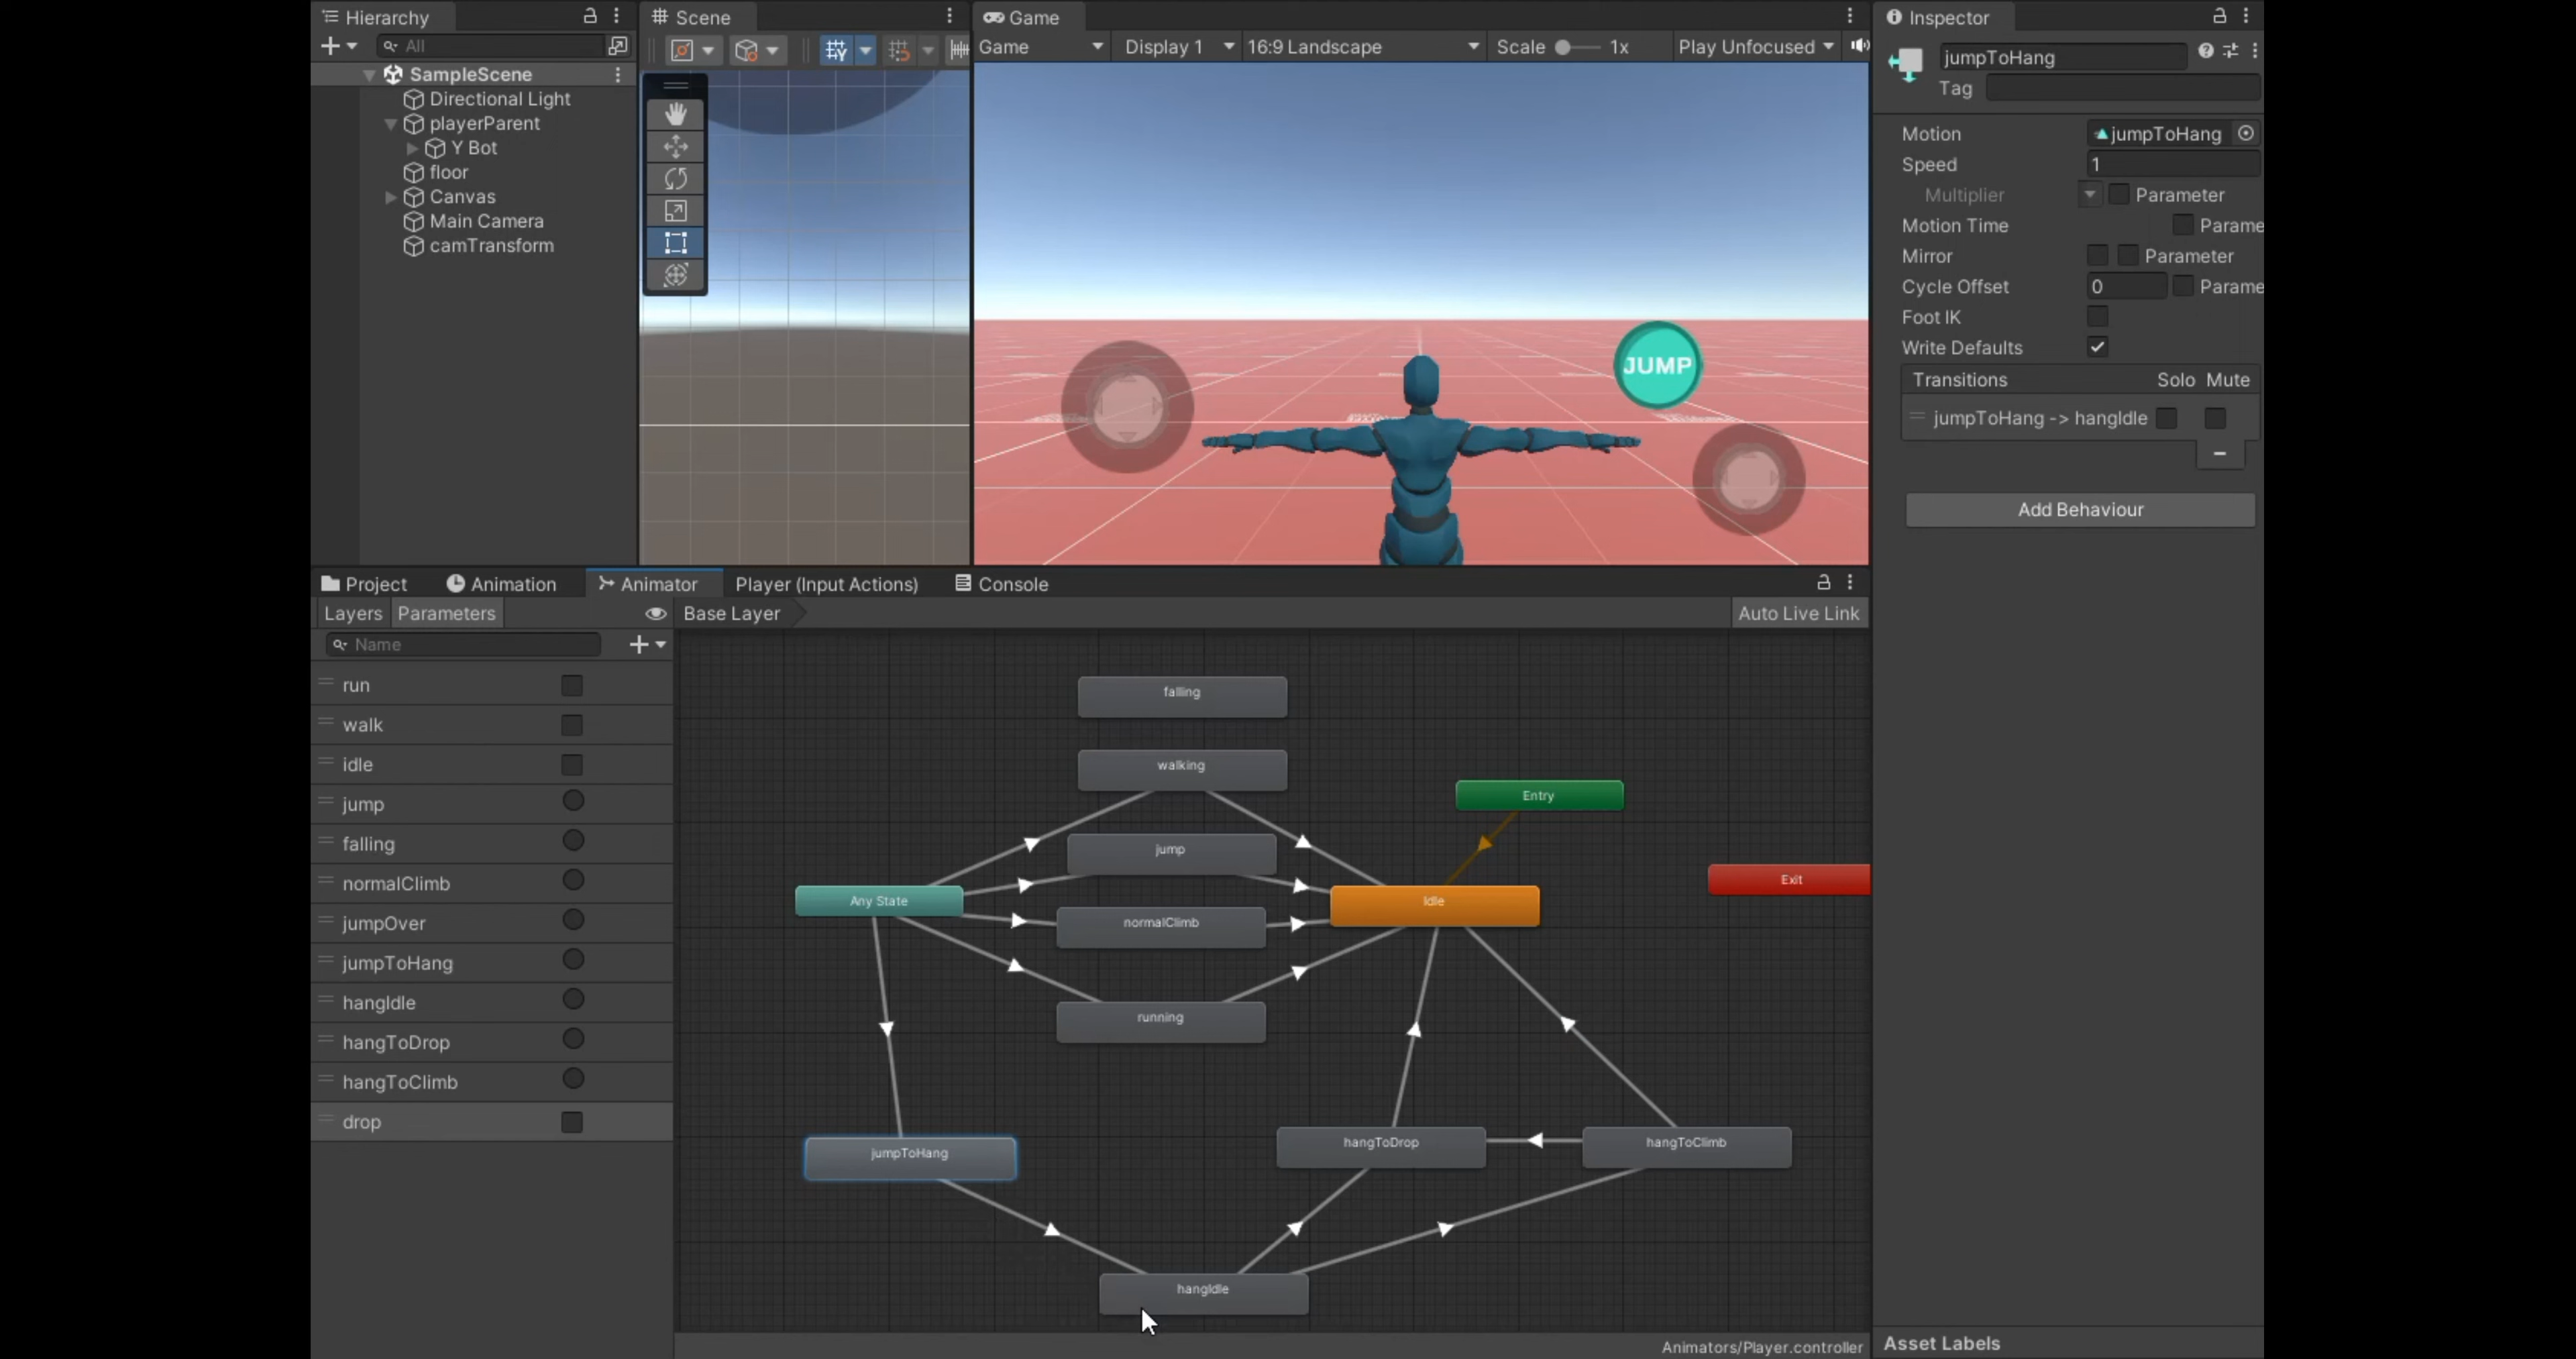 Hierarchy
All
SampleScene
Directional Light
playerParent
Y Bot
floor
Canvas
Main Camera
camTransform
Scene
Game
Game
Display 1
16:9 Landscape
Scale
1x
Play Unfocused
JUMP
Inspector
jumpToHang
Tag
Motion
jumpToHang
Speed
1
Multiplier
Parameter
Motion Time
Parame
Mirror
Parameter
Cycle Offset
0
Parame
Foot IK
Write Defaults
Transitions
Solo
Mute
jumpToHang -> hangIdle
Add Behaviour
Asset Labels
Project
Animation
Animator
Player (Input Actions)
Console
Layers
Parameters
Base Layer
Auto Live Link
Name
run
walk
idle
jump
falling
normalClimb
jumpOver
jumpToHang
hangIdle
hangToDrop
hangToClimb
drop
falling
walking
Entry
jump
Exit
Any State
Idle
normalClimb
running
hangToDrop
hangToClimb
jumpToHang
hangIdle
Animators/Player.controller